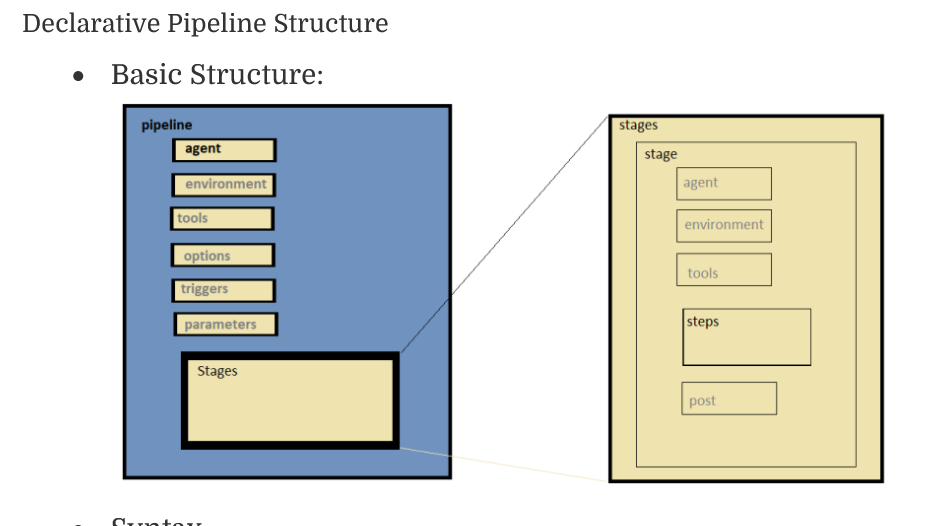 Declarative Pipeline Structure
• Basic Structure:
pipeline
agent
environment
tools
options
triggers
parameters
Stages
stages
stage
agent
environment
tools
steps
post
Syntax